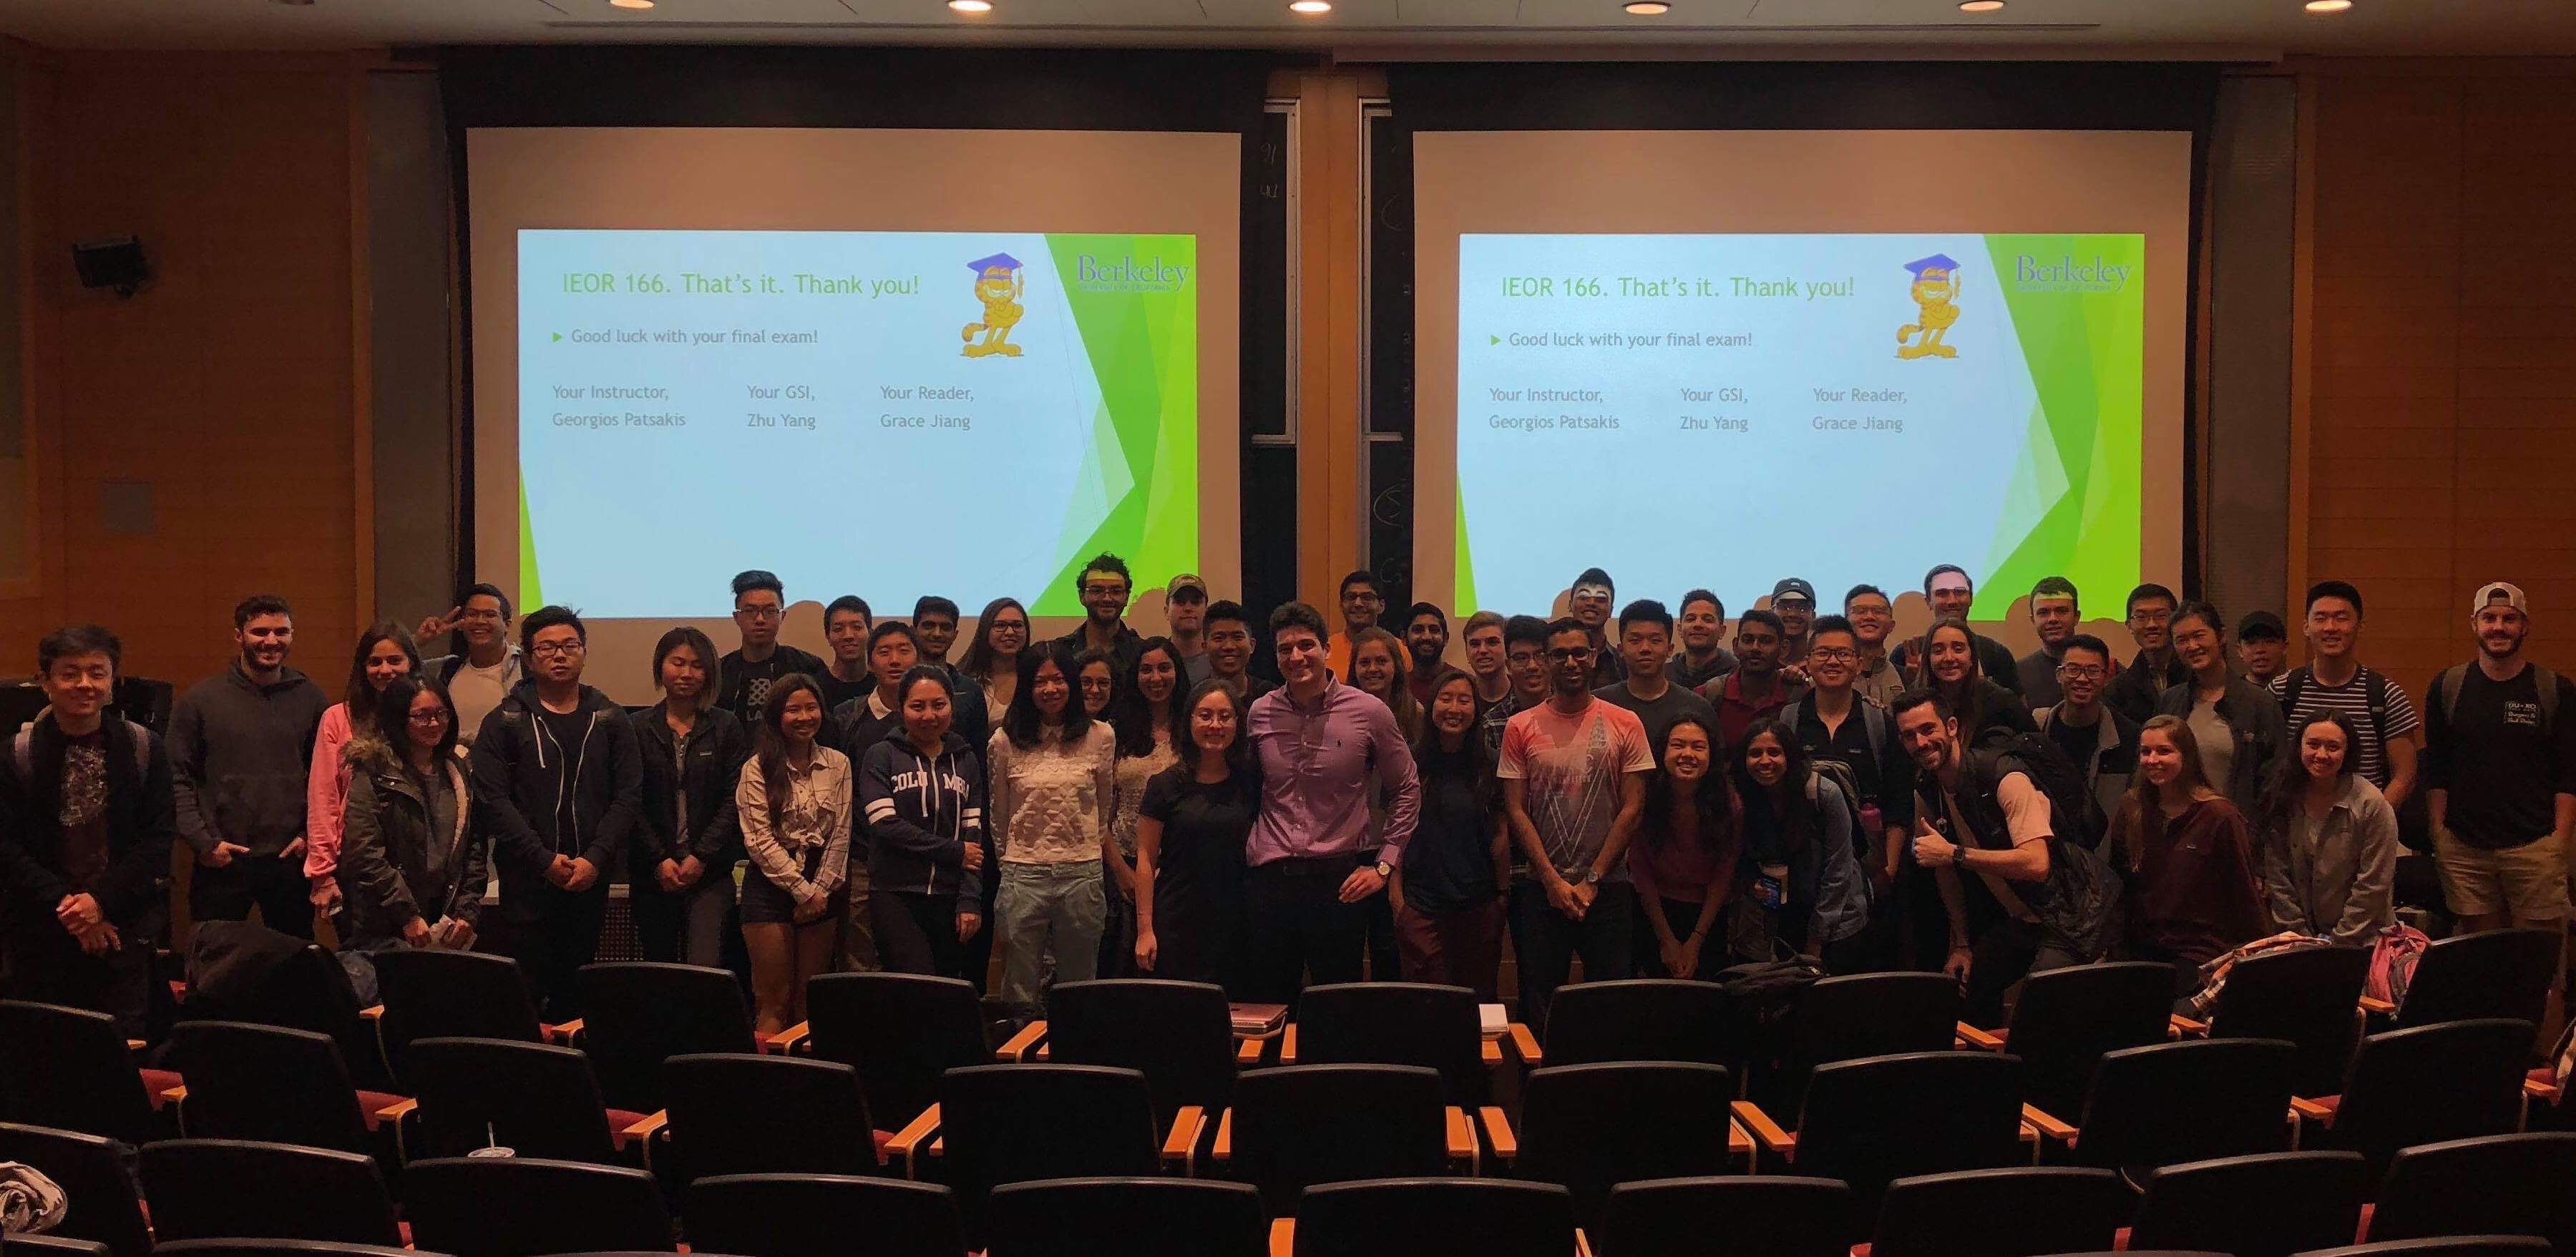 IEOR 166. That's it. Thank you!
Berkeley
▶ Good luck with your final exam!
Your Instructor, Your GSI, Your Reader,
Georgios Patsakis Zhu Yang Grace Jiang
IEOR 166. That's it. Thank you!
Berkeley
▶ Good luck with your final exam!
Your Instructor, Your GSI, Your Reader,
Georgios Patsakis Zhu Yang Grace Jiang